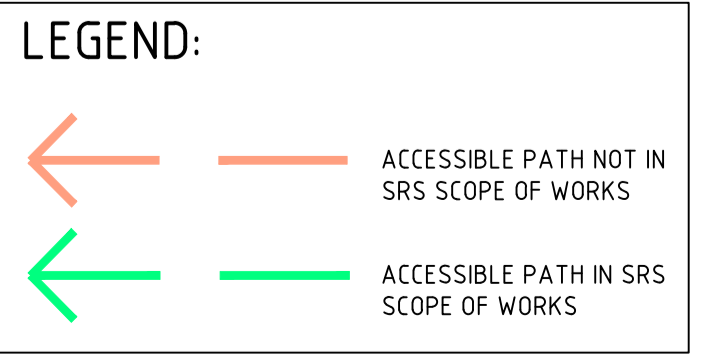 LEGEND:
ACCESSIBLE PATH NOT IN
SRS SCOPE OF WORKS
ACCESSIBLE PATH IN SRS
SCOPE OF WORKS